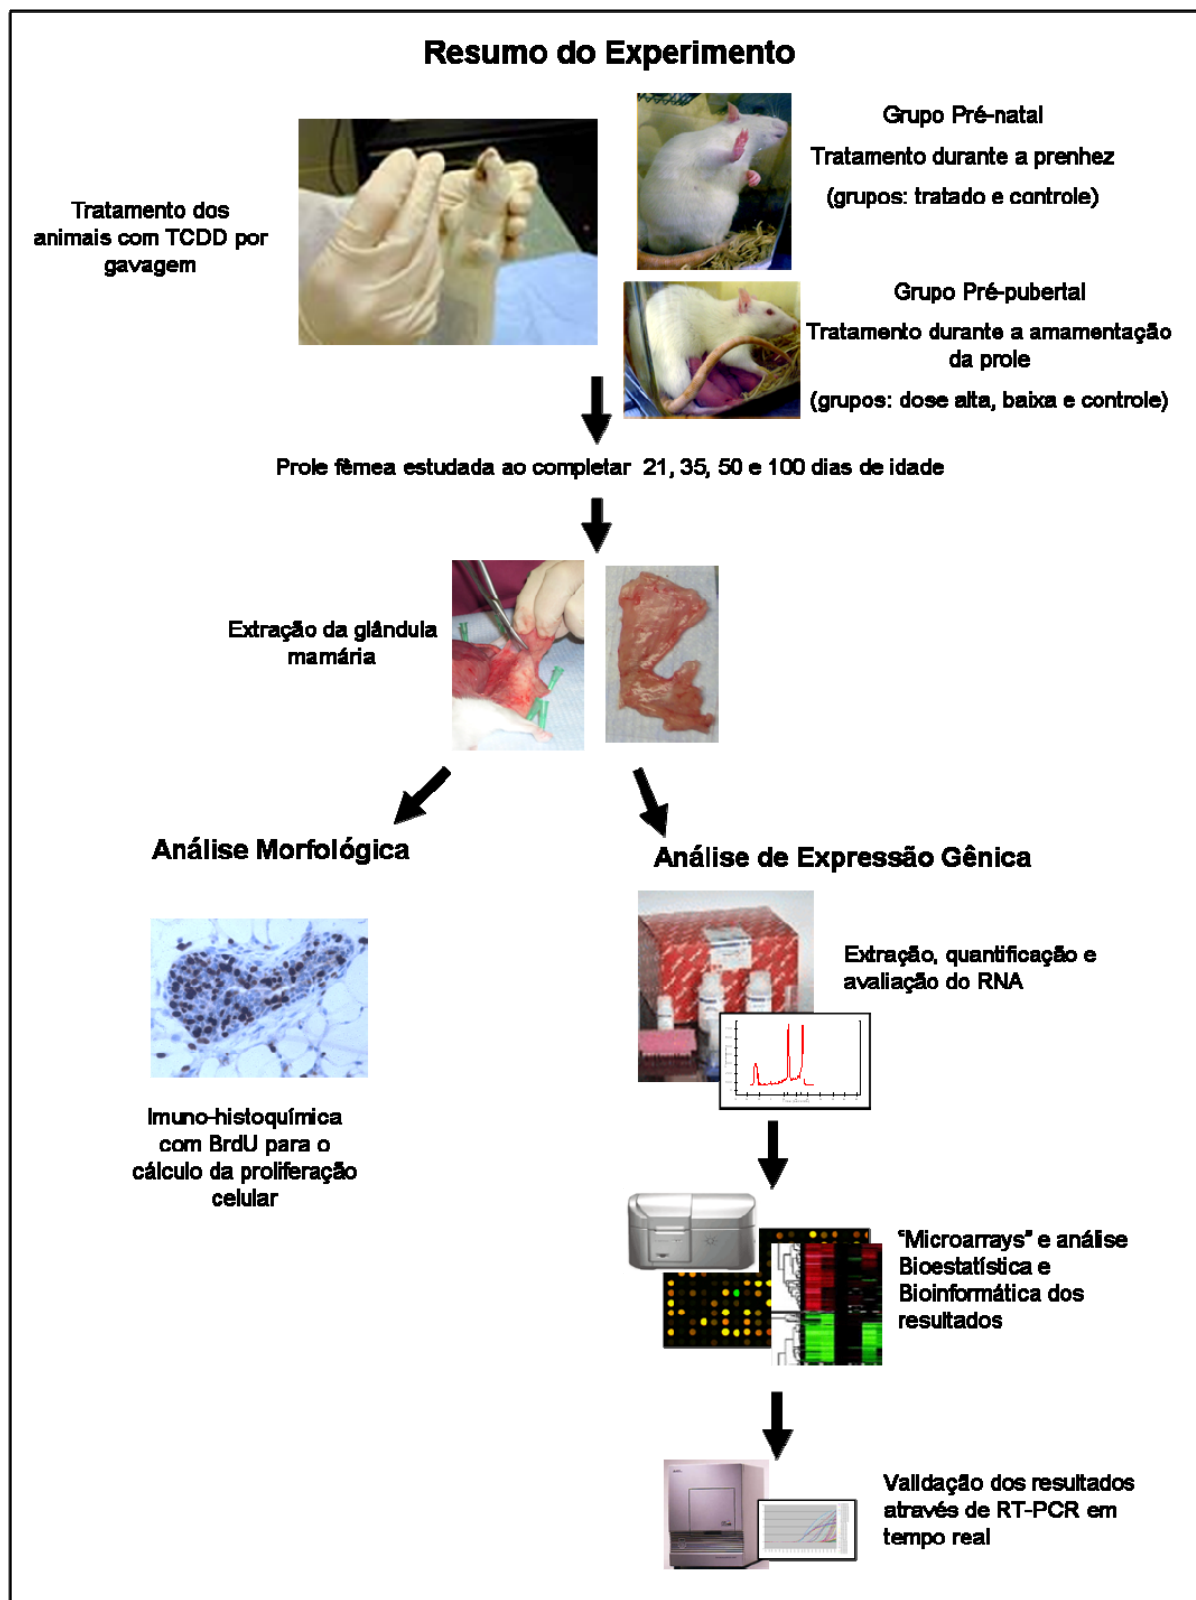 Resumo do Experimento
Tratamento dos
animais com TCDD por
gavagem
Grupo Pré-natal
Tratamento durante a prenhez
(grupos: tratado e controle)
Grupo Pré-pubertal
Tratamento durante a amamentação
da prole
(grupos: dose alta, baixa e controle)
Prole fêmea estudada ao completar 21, 35, 50 e 100 dias de idade
Extração da glândula
mamária
Análise Morfológica
Imuno-histoquímica
com BrdU para o
cálculo da proliferação
celular
Análise de Expressão Gênica
Extração, quantificação e
avaliação do RNA
“Microarrays” e análise
Bioestatística e
Bioinformática dos
resultados
Validação dos resultados
através de RT-PCR em
tempo real